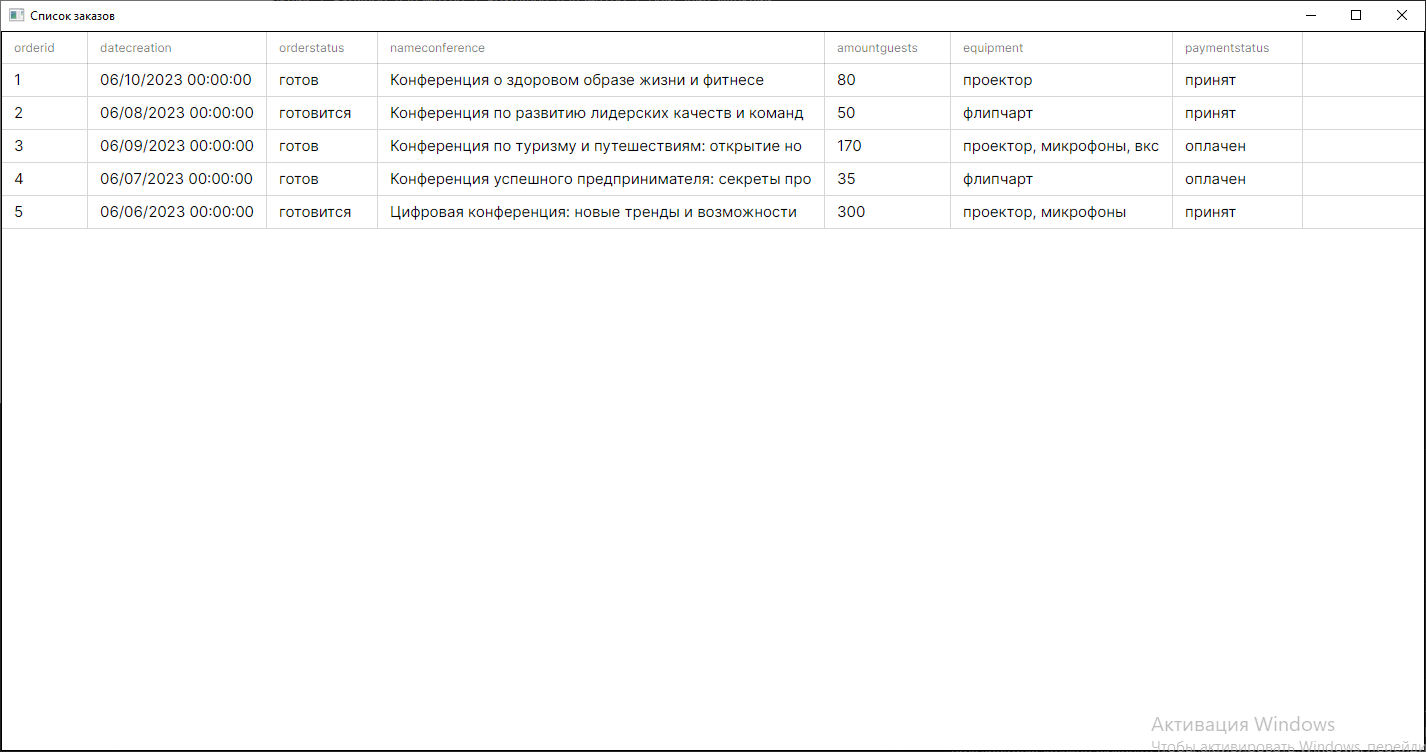 Список заказов
orderid datecreation orderstatus nameconference amountguests equipment paymentstatus
1 06/10/2023 00:00:00 готов Конференция о здоровом образе жизни и фитнесе 80 проектор принят
2 06/08/2023 00:00:00 готовится Конференция по развитию лидерских качеств и команд 50 флипчарт принят
3 06/09/2023 00:00:00 готов Конференция по туризму и путешествиям: открытие но 170 проектор, микрофоны, вкс оплачен
4 06/07/2023 00:00:00 готов Конференция успешного предпринимателя: секреты про 35 флипчарт оплачен
5 06/06/2023 00:00:00 готовится Цифровая конференция: новые тренды и возможности 300 проектор, микрофоны принят
Активация Windows
Чтобы активировать Windows, перейди